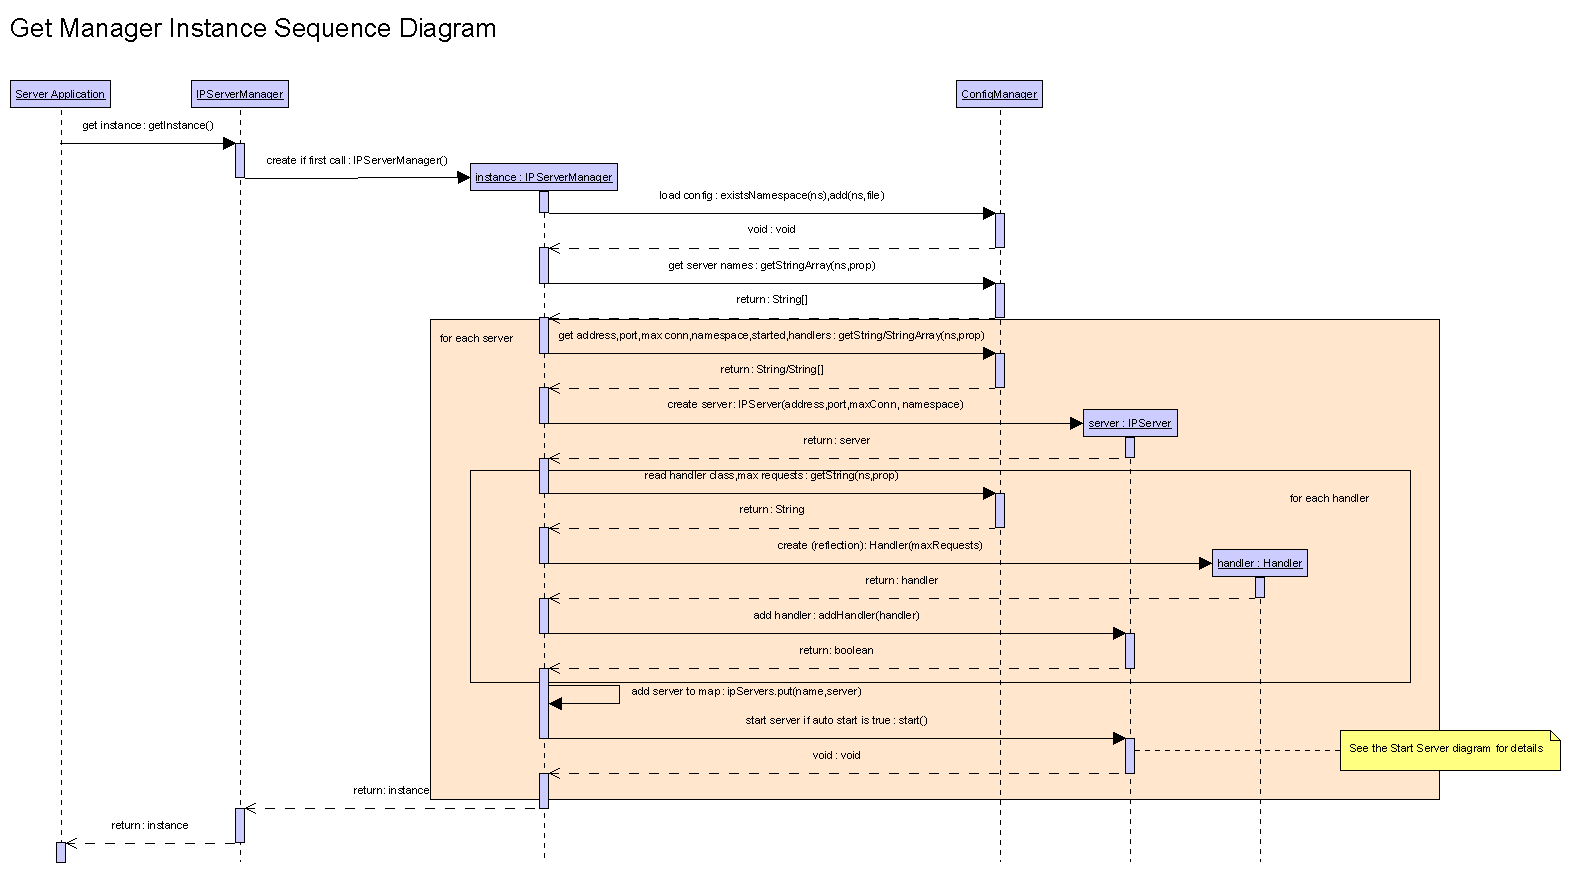 Get Manager Instance Sequence Diagram
Server Application
IPServerManager
ConfigManager
get instance : getInstance()
create if first call : IPServerManager()
instance : IPServerManager
load config : existsNamespace(ns),add(ns,file)
void : void
get server names : getStringArray(ns,prop)
return : String[]
for each server
get address,port,max conn,namespace,started,handlers : getString/StringArray(ns,prop)
return : String/String[]
create server: IPServer(address,port,maxConn, namespace)
server : IPServer
return : server
read handler class,max requests : getString(ns,prop)
for each handler
return : String
create (reflection): Handler(maxRequests)
handler : Handler
return : handler
add handler : addHandler(handler)
return : boolean
add server to map : ipServers.put(name,server)
start server if auto start is true : start()
See the Start Server diagram for details
void : void
return : instance
return : instance